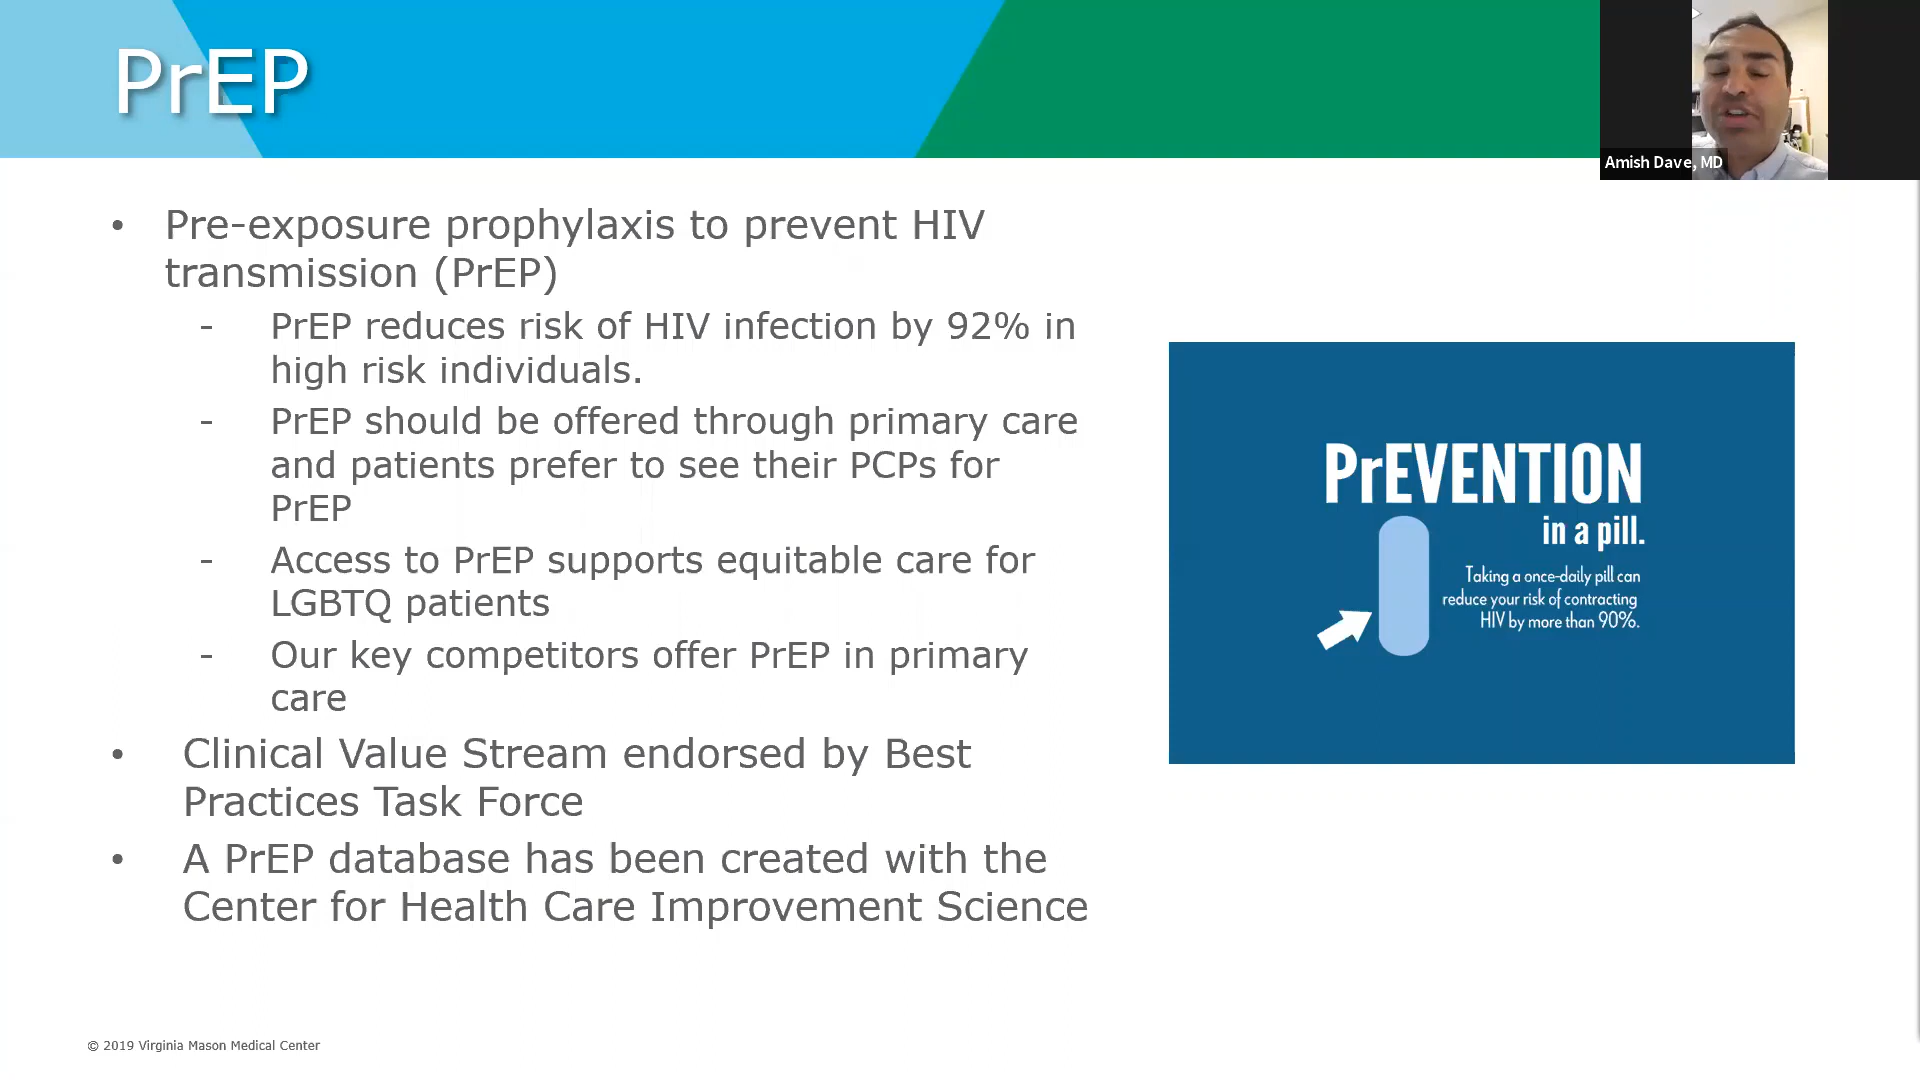 PrEP
Amish Dave, MD
• Pre-exposure prophylaxis to prevent HIV
transmission (PrEP)
- PrEP reduces risk of HIV infection by 92% in
high risk individuals.
- PrEP should be offered through primary care
and patients prefer to see their PCPs for
PrEP
- Access to PrEP supports equitable care for
LGBTQ patients
- Our key competitors offer PrEP in primary
care
• Clinical Value Stream endorsed by Best
Practices Task Force
• A PrEP database has been created with the
Center for Health Care Improvement Science
PrEVENTION
in a pill.
Taking a once-daily pill can
reduce your risk of contracting
HIV by more than 90%.
© 2019 Virginia Mason Medical Center